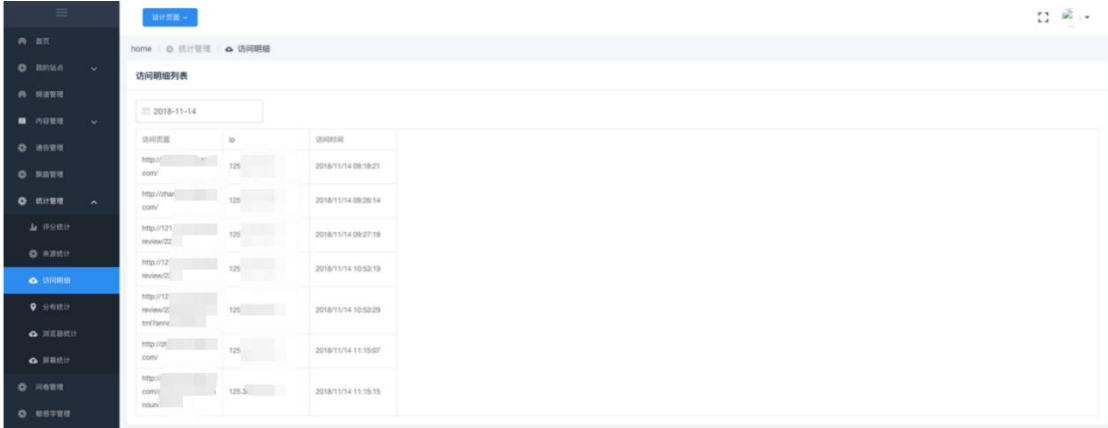 设计页面
首页
我的站点
频道管理
内容管理
通告管理
飘窗管理
统计管理
评分统计
来源统计
访问明细
分布统计
浏览器统计
屏幕统计
问卷管理
敏感字管理
home / 统计管理 / 访问明细
访问明细列表
2018-11-14
访问页面 ip 访问时间
http://
com/
125
2018/11/14 09:18:21
http://zhan
com/
125
2018/11/14 09:26:14
http://121
review/22
125
2018/11/14 09:27:18
http://12
review/2
125
2018/11/14 10:53:19
http://12
review/2
125
2018/11/14 10:53:29
http://
com/
125
2018/11/14 11:15:07
http://
com/
noun
125.3
2018/11/14 11:15:15